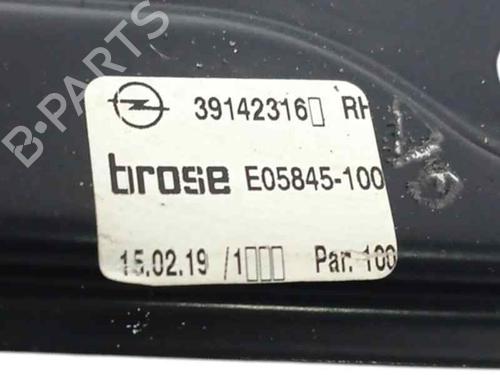 39142316▯ RH
brose E05845-100
15.02.19 /1▯▯▯ Par. 100
B-PARTS